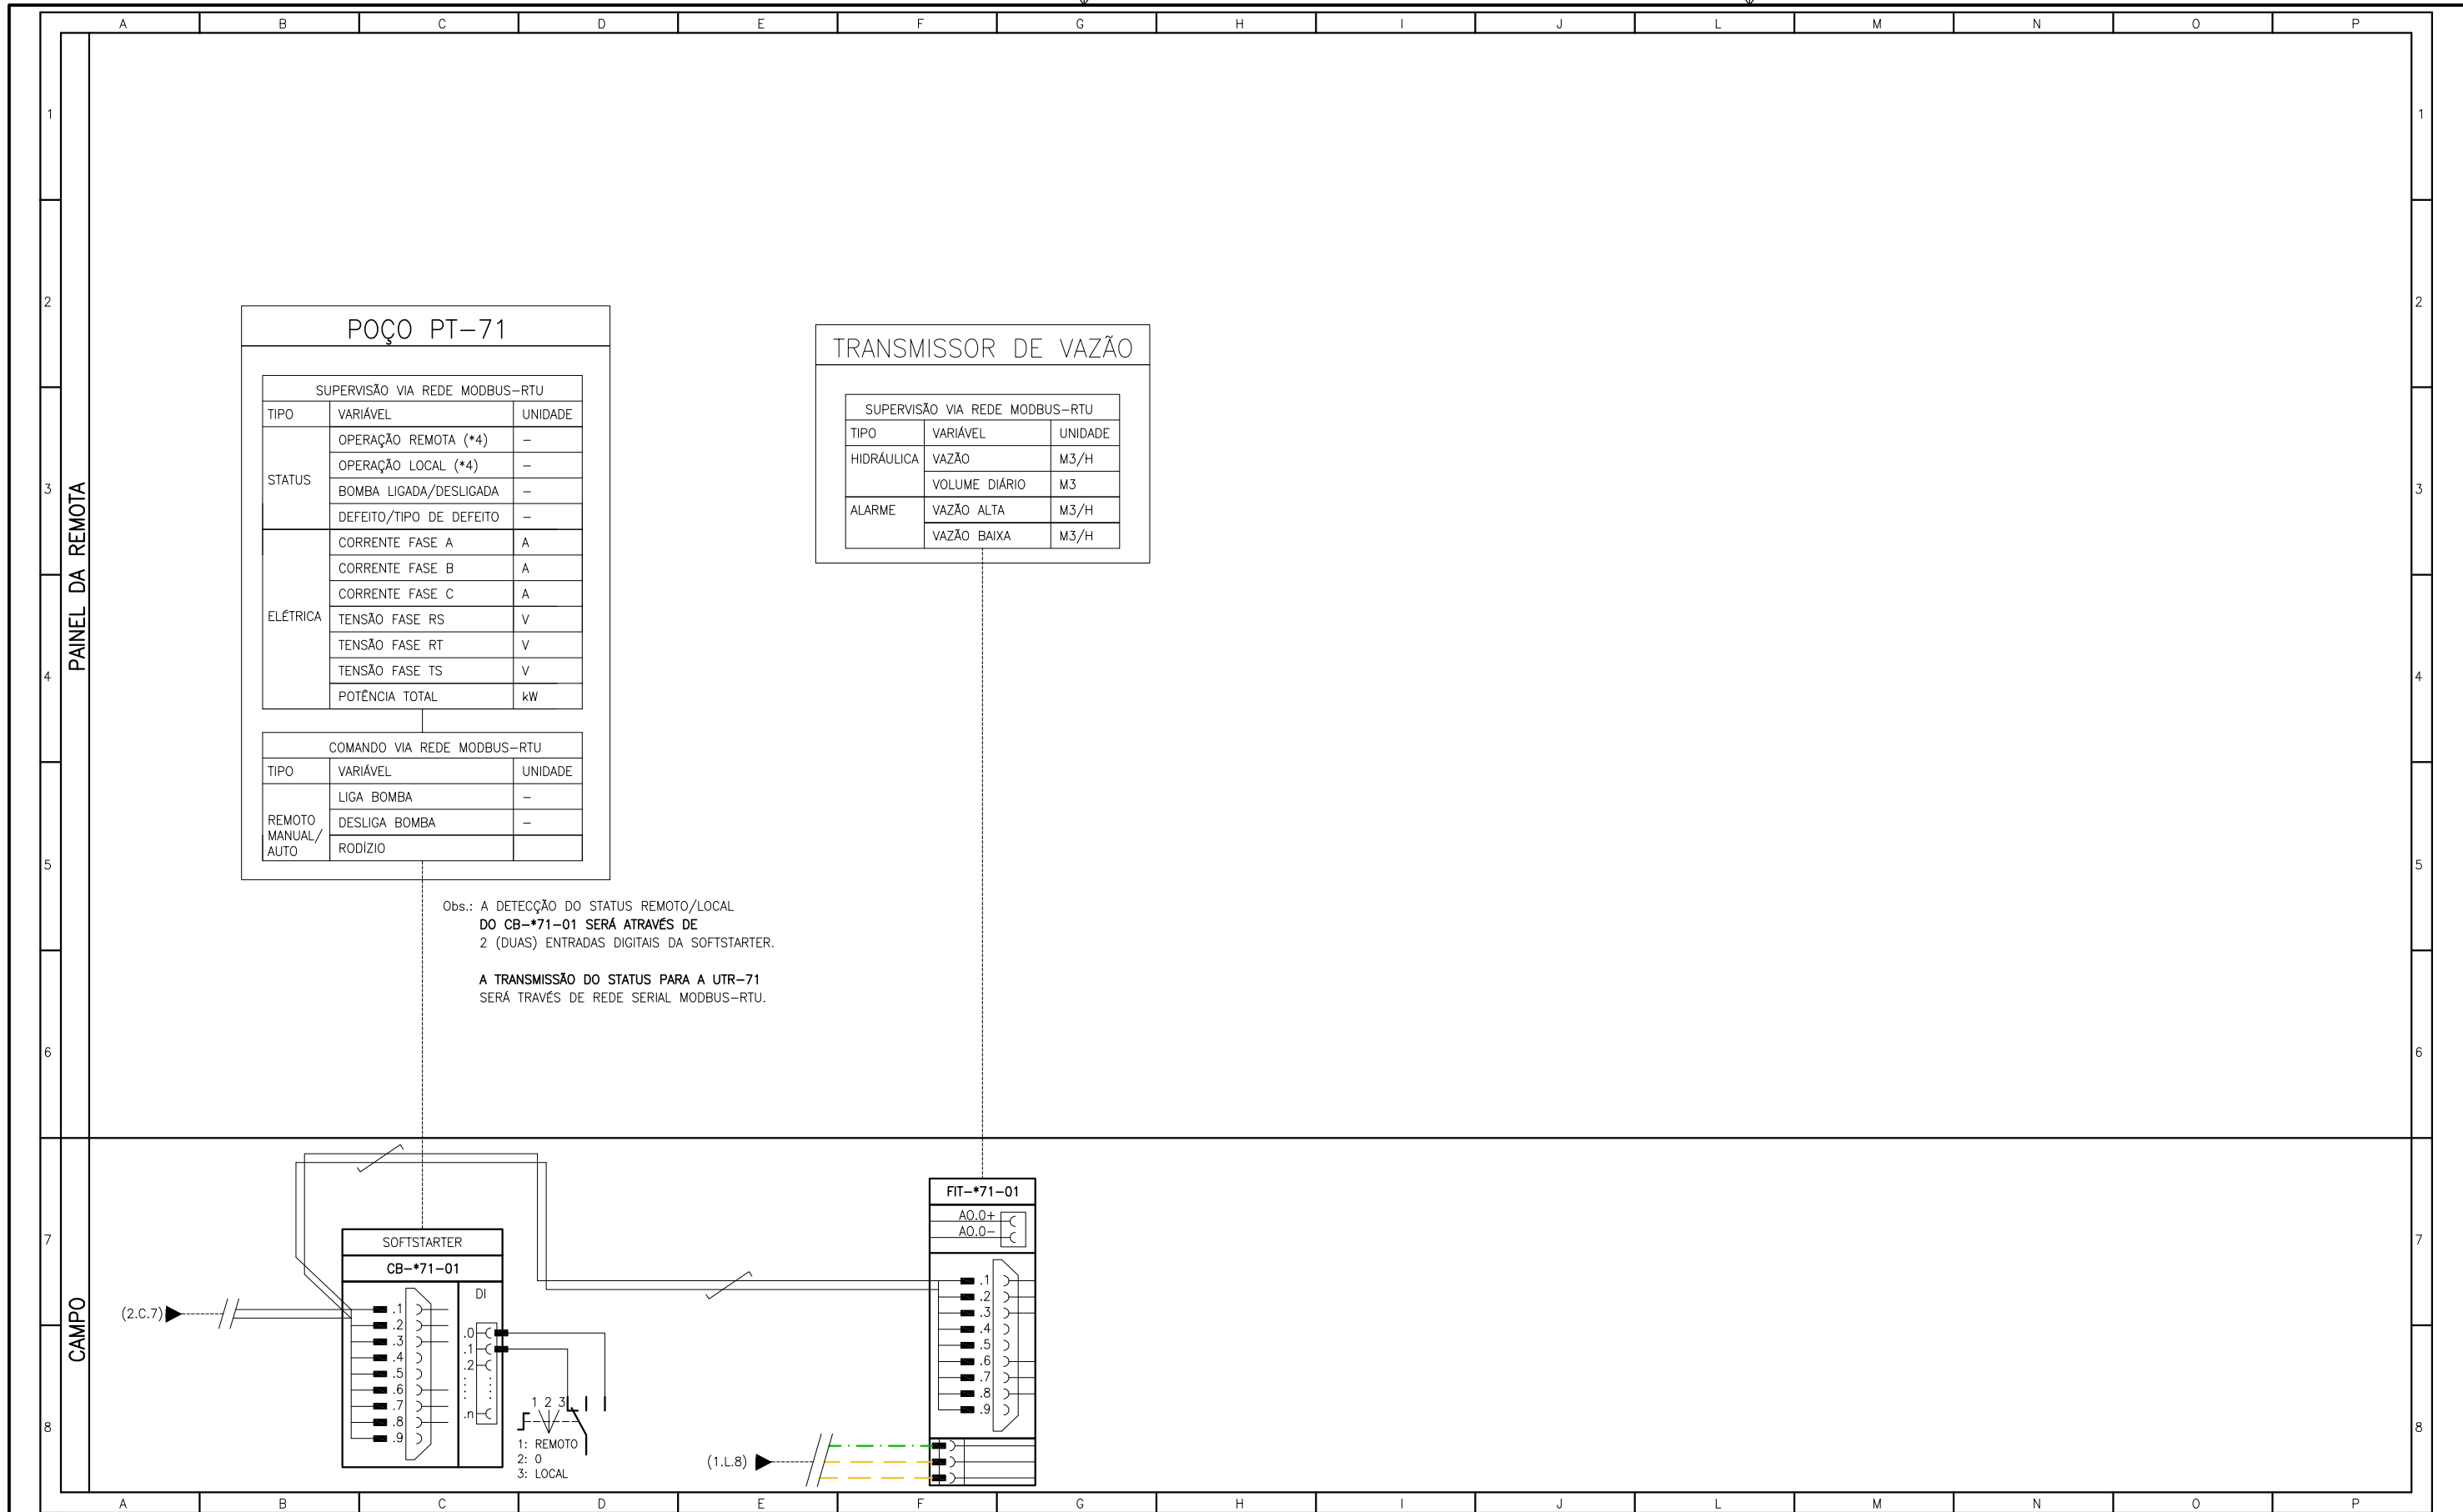 A B C D E F G H I J L M N O P
1 1
2 2
3 3
4 4
5 5
6 6
7 7
8 8
PAINEL DA REMOTA
CAMPO
POÇO PT-71
SUPERVISÃO VIA REDE MODBUS-RTU
TIPO VARIÁVEL UNIDADE
STATUS
OPERAÇÃO REMOTA (*4) -
OPERAÇÃO LOCAL (*4) -
BOMBA LIGADA/DESLIGADA -
DEFEITO/TIPO DE DEFEITO -
ELÉTRICA
CORRENTE FASE A A
CORRENTE FASE B A
CORRENTE FASE C A
TENSÃO FASE RS V
TENSÃO FASE RT V
TENSÃO FASE TS V
POTÊNCIA TOTAL kW
COMANDO VIA REDE MODBUS-RTU
TIPO VARIÁVEL UNIDADE
REMOTO
MANUAL/
AUTO
LIGA BOMBA -
DESLIGA BOMBA -
RODÍZIO
TRANSMISSOR DE VAZÃO
SUPERVISÃO VIA REDE MODBUS-RTU
TIPO VARIÁVEL UNIDADE
HIDRÁULICA VAZÃO M3/H
VOLUME DIÁRIO M3
ALARME VAZÃO ALTA M3/H
VAZÃO BAIXA M3/H
Obs.: A DETECÇÃO DO STATUS REMOTO/LOCAL
DO CB-*71-01 SERÁ ATRAVÉS DE
2 (DUAS) ENTRADAS DIGITAIS DA SOFTSTARTER.
A TRANSMISSÃO DO STATUS PARA A UTR-71
SERÁ TRAVÉS DE REDE SERIAL MODBUS-RTU.
(2.C.7)
SOFTSTARTER
CB-*71-01
.1
.2
.3
.4
.5
.6
.7
.8
.9
DI
.0
.1
.2
.n
1 2 3
1: REMOTO
2: 0
3: LOCAL
FIT-*71-01
AO.0+
AO.0-
.1
.2
.3
.4
.5
.6
.7
.8
.9
(1.L.8)
A B C D E F G H I J L M N O P